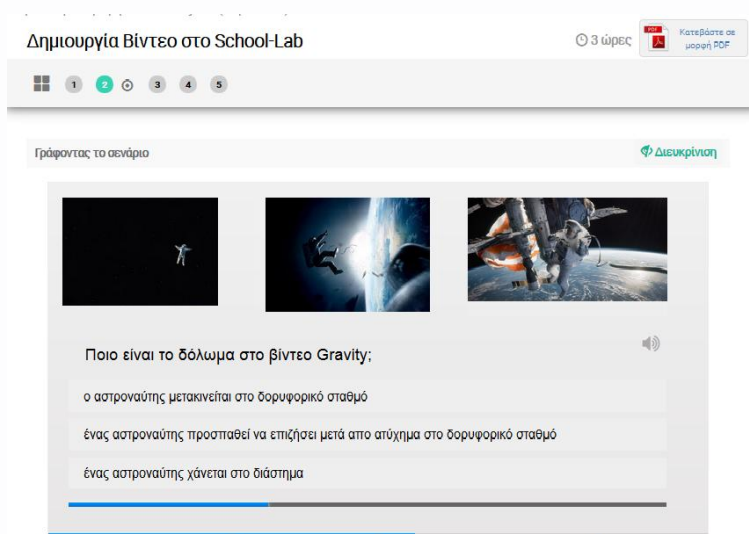 Δημιουργία Βίντεο στο School-Lab
3 ώρες
PDF
Κατεβάστε σε
μορφή PDF
1 2 3 4 5
Γράφοντας το σενάριο
Διευκρίνιση
Ποιο είναι το δόλωμα στο βίντεο Gravity;
ο αστροναύτης μετακινείται στο δορυφορικό σταθμό
ένας αστροναύτης προσπαθεί να επιζήσει μετά απο ατύχημα στο δορυφορικό σταθμό
ένας αστροναύτης χάνεται στο διάστημα